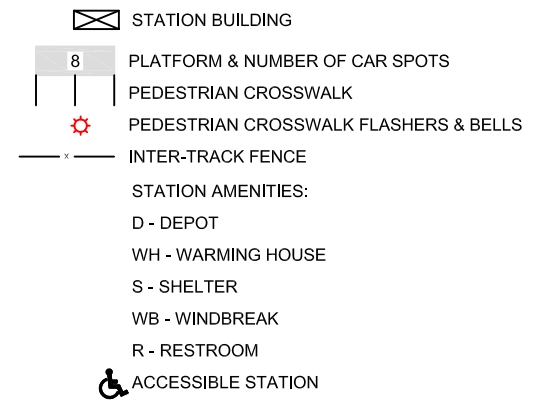 STATION BUILDING
8 PLATFORM & NUMBER OF CAR SPOTS
PEDESTRIAN CROSSWALK
PEDESTRIAN CROSSWALK FLASHERS & BELLS
x INTER-TRACK FENCE
STATION AMENITIES:
D - DEPOT
WH - WARMING HOUSE
S - SHELTER
WB - WINDBREAK
R - RESTROOM
ACCESSIBLE STATION